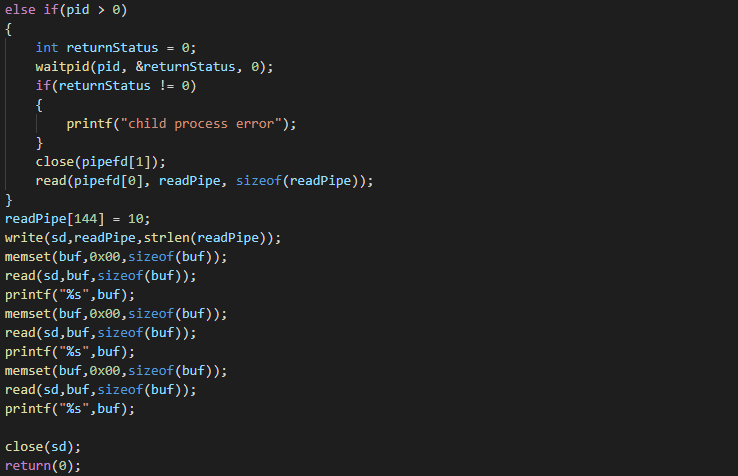 else if(pid > 0)
{
    int returnStatus = 0;
    waitpid(pid, &returnStatus, 0);
    if(returnStatus != 0)
    {
        printf("child process error");
    }
    close(pipefd[1]);
    read(pipefd[0], readPipe, sizeof(readPipe));
}
readPipe[144] = 10;
write(sd,readPipe,strlen(readPipe));
memset(buf,0x00,sizeof(buf));
read(sd,buf,sizeof(buf));
printf("%s",buf);
memset(buf,0x00,sizeof(buf));
read(sd,buf,sizeof(buf));
printf("%s",buf);
memset(buf,0x00,sizeof(buf));
read(sd,buf,sizeof(buf));
printf("%s",buf);

close(sd);
return(0);